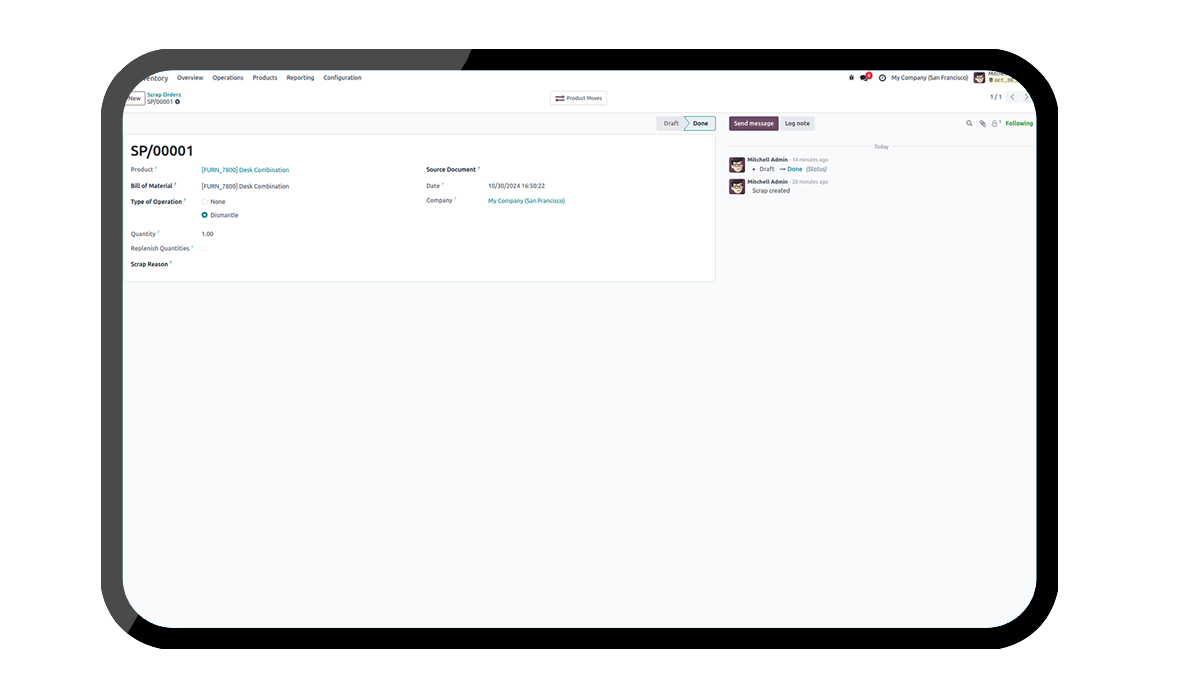 Overview Operations Products Reporting Configuration My Company (San Francisco)
New Scrap Orders
SP/00001
Product Moves 1 / 1
Draft Done Send message Log note 1 Following
SP/00001
Today
Product ? [FURN_7800] Desk Combination
Bill of Material ? [FURN_7800] Desk Combination
Type of Operation ? None
Dismantle
Quantity ? 1.00
Replenish Quantities ?
Scrap Reason ?
Source Document ?
Date ? 10/30/2024 16:50:22
Company ? My Company (San Francisco)
Mitchell Admin - 14 minutes ago
• Draft → Done (Status)
Mitchell Admin - 20 minutes ago
Scrap created